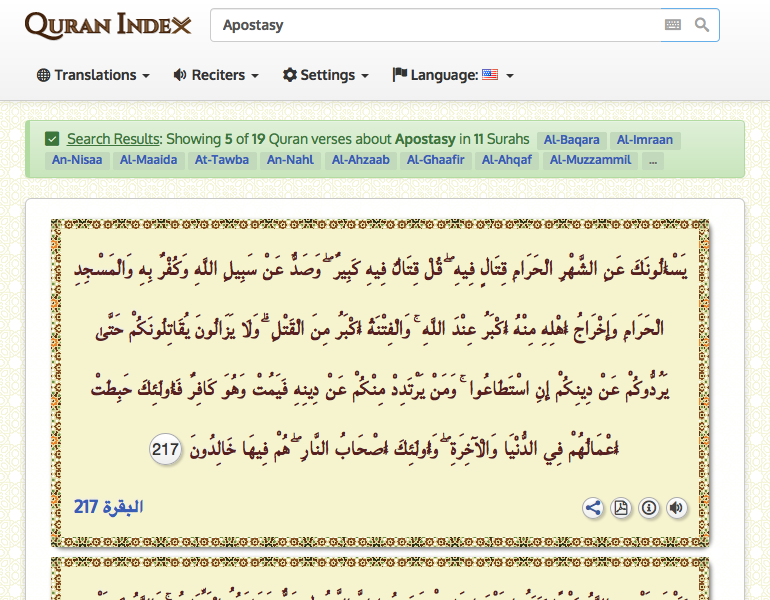 QURAN INDEX
Apostasy
Translations Reciters Settings Language:
Search Results: Showing 5 of 19 Quran verses about Apostasy in 11 Surahs Al-Baqara Al-Imraan
An-Nisaa Al-Maaida At-Tawba An-Nahl Al-Ahzaab Al-Ghaafir Al-Ahqaf Al-Muzzammil ...
يَسْأَلُونَكَ عَنِ الشَّهْرِ الْحَرَامِ قِتَالٍ فِيهِ ۖ قُلْ قِتَالٌ فِيهِ كَبِيرٌ ۖ وَصَدٌّ عَنْ سَبِيلِ اللَّهِ وَكُفْرٌ بِهِ وَالْمَسْجِدِ
الْحَرَامِ وَإِخْرَاجُ أَهْلِهِ مِنْهُ أَكْبَرُ عِنْدَ اللَّهِ ۚ وَالْفِتْنَةُ أَكْبَرُ مِنَ الْقَتْلِ ۗ وَلَا يَزَالُونَ يُقَاتِلُونَكُمْ حَتَّىٰ
يَرُدُّوكُمْ عَنْ دِينِكُمْ إِنِ اسْتَطَاعُوا ۚ وَمَنْ يَرْتَدِدْ مِنْكُمْ عَنْ دِينِهِ فَيَمُتْ وَهُوَ كَافِرٌ فَأُولَٰئِكَ حَبِطَتْ
أَعْمَالُهُمْ فِي الدُّنْيَا وَالْآخِرَةِ ۖ وَأُولَٰئِكَ أَصْحَابُ النَّارِ ۖ هُمْ فِيهَا خَالِدُونَ 217
البقرة 217